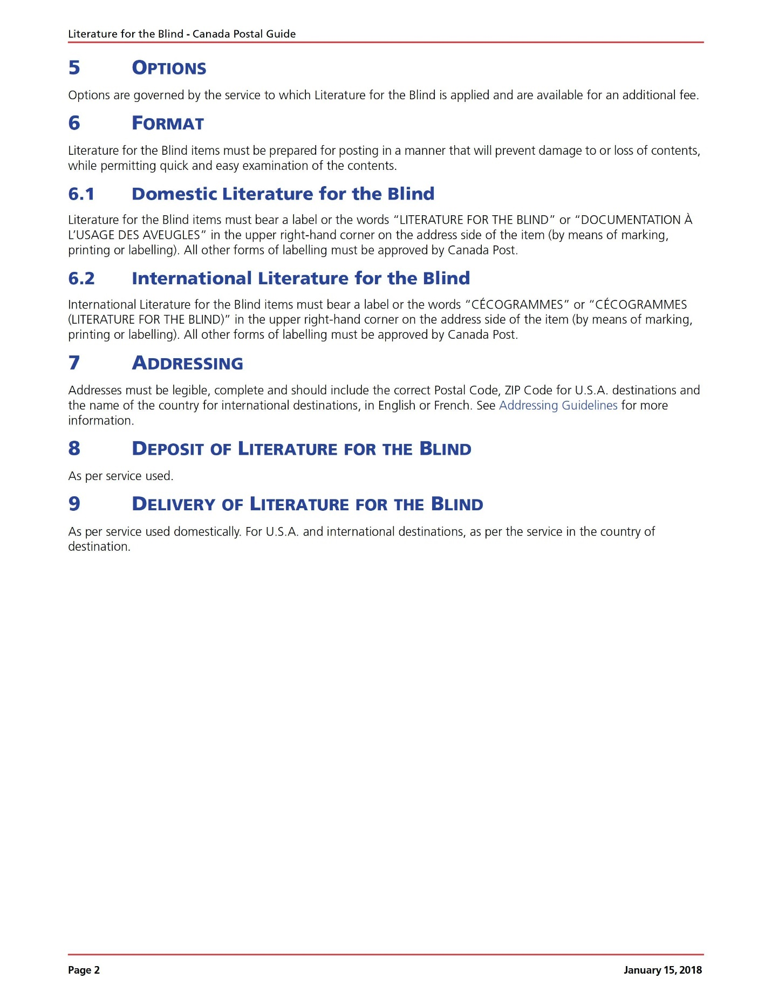 Literature for the Blind - Canada Postal Guide
5 OPTIONS
Options are governed by the service to which Literature for the Blind is applied and are available for an additional fee.
6 FORMAT
Literature for the Blind items must be prepared for posting in a manner that will prevent damage to or loss of contents,
while permitting quick and easy examination of the contents.
6.1 Domestic Literature for the Blind
Literature for the Blind items must bear a label or the words “LITERATURE FOR THE BLIND” or “DOCUMENTATION À
L’USAGE DES AVEUGLES” in the upper right-hand corner on the address side of the item (by means of marking,
printing or labelling). All other forms of labelling must be approved by Canada Post.
6.2 International Literature for the Blind
International Literature for the Blind items must bear a label or the words “CÉCOGRAMMES” or “CÉCOGRAMMES
(LITERATURE FOR THE BLIND)” in the upper right-hand corner on the address side of the item (by means of marking,
printing or labelling). All other forms of labelling must be approved by Canada Post.
7 ADDRESSING
Addresses must be legible, complete and should include the correct Postal Code, ZIP Code for U.S.A. destinations and
the name of the country for international destinations, in English or French. See Addressing Guidelines for more
information.
8 DEPOSIT OF LITERATURE FOR THE BLIND
As per service used.
9 DELIVERY OF LITERATURE FOR THE BLIND
As per service used domestically. For U.S.A. and international destinations, as per the service in the country of
destination.
Page 2 January 15, 2018